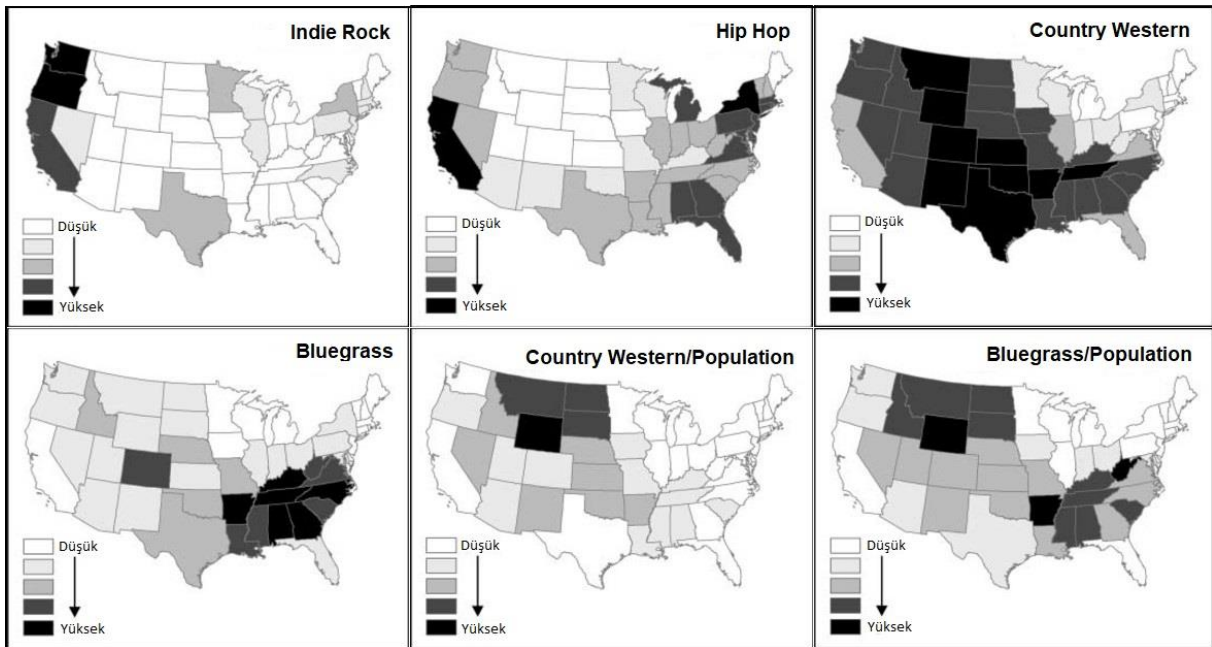 Indie Rock
Düşük
Yüksek
Hip Hop
Düşük
Yüksek
Country Western
Düşük
Yüksek
Bluegrass
Düşük
Yüksek
Country Western/Population
Düşük
Yüksek
Bluegrass/Population
Düşük
Yüksek